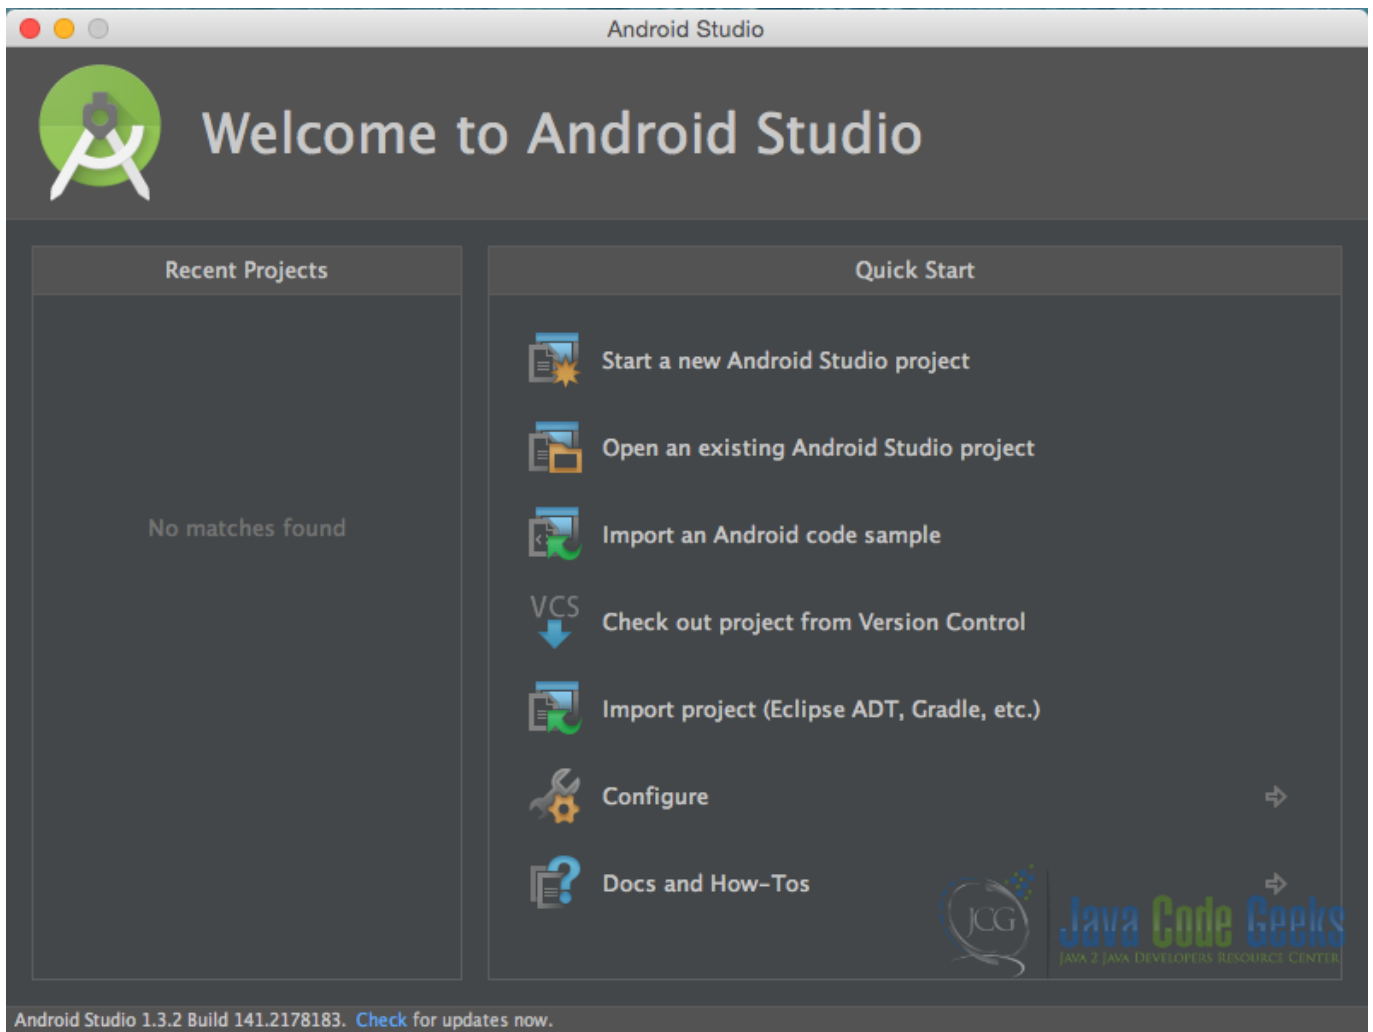 Android Studio
Welcome to Android Studio
Recent Projects
No matches found
Quick Start
Start a new Android Studio project
Open an existing Android Studio project
Import an Android code sample
VCS
Check out project from Version Control
Import project (Eclipse ADT, Gradle, etc.)
Configure
Docs and How-Tos
JCG
Java Code Geeks
JAVA 2 JAVA DEVELOPERS RESOURCE CENTER
Android Studio 1.3.2 Build 141.2178183. Check for updates now.